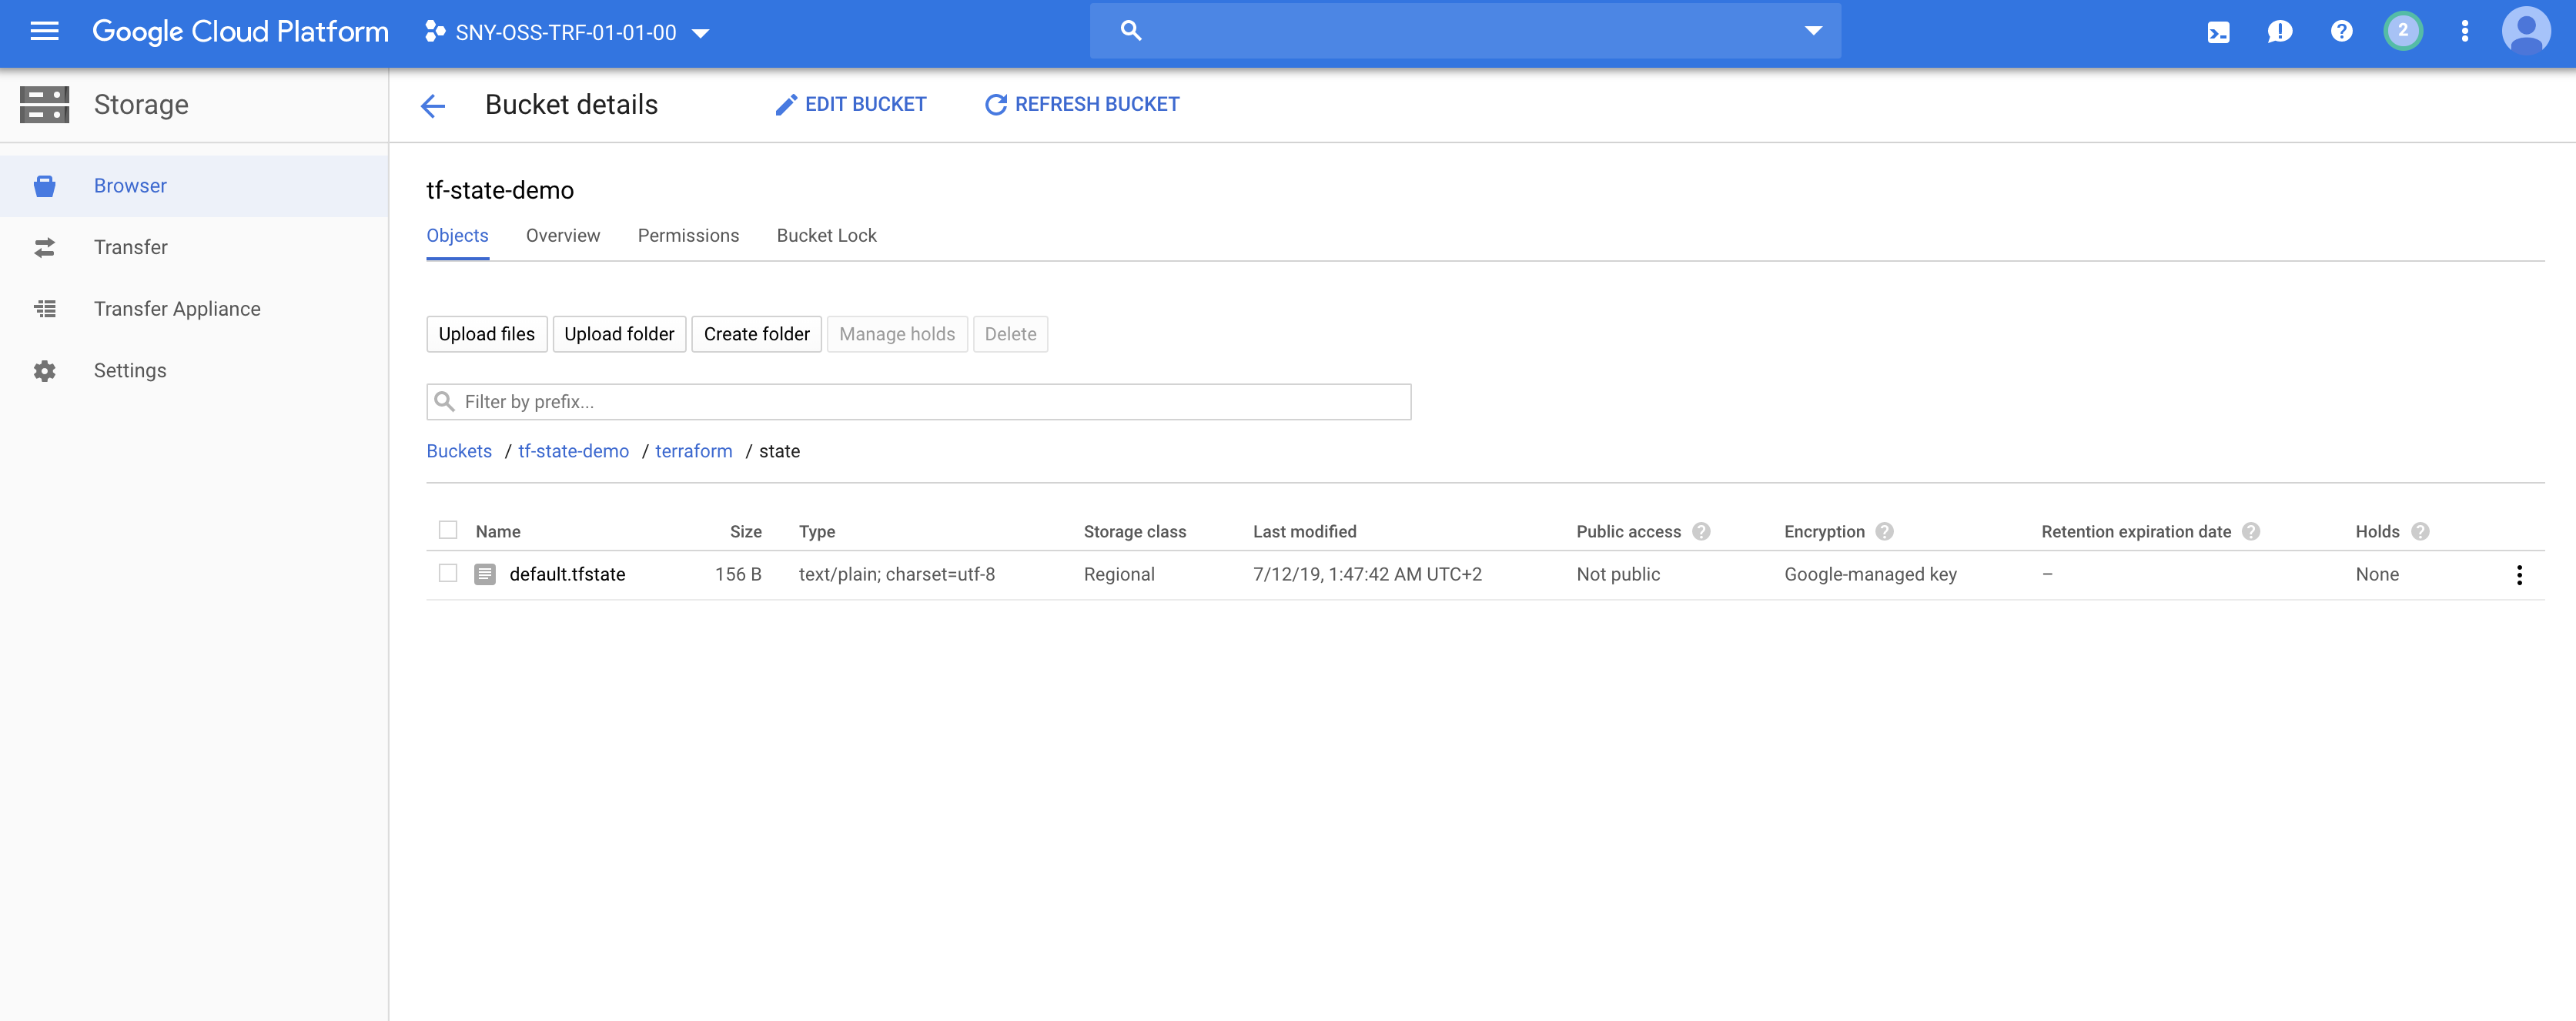 Google Cloud Platform SNY-OSS-TRF-01-01-00 2
Storage
Browser
Transfer
Transfer Appliance
Settings
Bucket details EDIT BUCKET REFRESH BUCKET
tf-state-demo
Objects Overview Permissions Bucket Lock
Upload files Upload folder Create folder Manage holds Delete
Filter by prefix...
Buckets / tf-state-demo / terraform / state
Name Size Type Storage class Last modified Public access Encryption Retention expiration date Holds
default.tfstate 156 B text/plain; charset=utf-8 Regional 7/12/19, 1:47:42 AM UTC+2 Not public Google-managed key – None